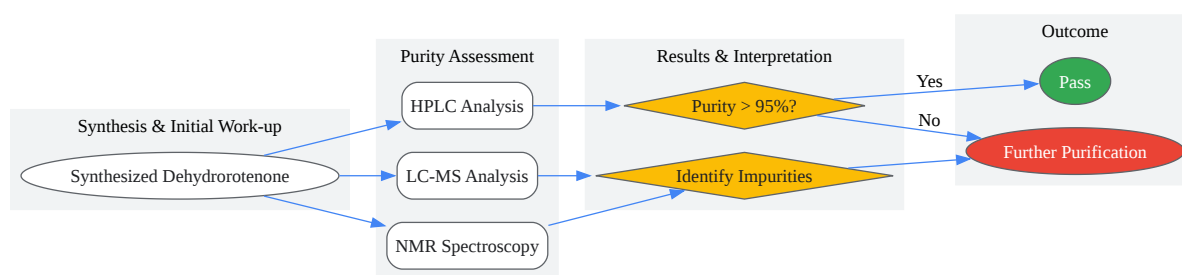 Synthesis & Initial Work-up
Synthesized Dehydrorotenone
Purity Assessment
HPLC Analysis
LC-MS Analysis
NMR Spectroscopy
Results & Interpretation
Purity > 95%?
Identify Impurities
Yes
No
Outcome
Pass
Further Purification